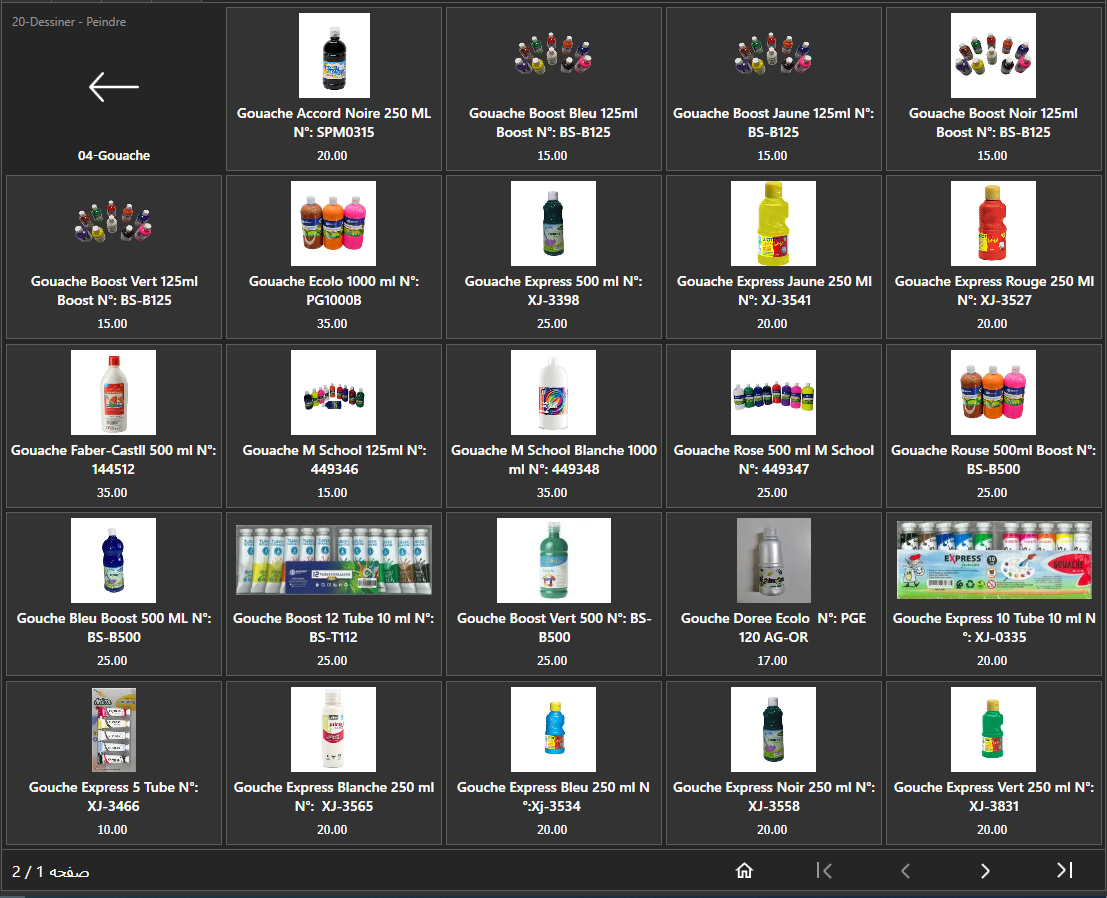 20-Dessiner - Peindre
04-Gouache
Gouache Accord Noire 250 ML
N°: SPM0315
20.00
Gouache Boost Bleu 125ml
Boost N°: BS-B125
15.00
Gouache Boost Jaune 125ml N°:
BS-B125
15.00
Gouache Boost Noir 125ml
Boost N°: BS-B125
15.00
Gouache Boost Vert 125ml
Boost N°: BS-B125
15.00
Gouache Ecolo 1000 ml N°:
PG1000B
35.00
Gouache Express 500 ml N°:
XJ-3398
25.00
Gouache Express Jaune 250 Ml
N°: XJ-3541
20.00
Gouache Express Rouge 250 Ml
N°: XJ-3527
20.00
Gouache Faber-Castll 500 ml N°:
144512
35.00
Gouache M School 125ml N°:
449346
15.00
Gouache M School Blanche 1000
ml N°: 449348
35.00
Gouache Rose 500 ml M School
N°: 449347
25.00
Gouache Rouse 500ml Boost N°:
BS-B500
25.00
Gouche Bleu Boost 500 ML N°:
BS-B500
25.00
Gouche Boost 12 Tube 10 ml N°:
BS-T112
25.00
Gouche Boost Vert 500 N°: BS-
B500
25.00
Gouche Doree Ecolo  N°: PGE
120 AG-OR
17.00
EXPRESS
GOUACHE
Gouche Express 10 Tube 10 ml N
°: XJ-0335
20.00
Gouche Express 5 Tube N°:
XJ-3466
10.00
Gouche Express Blanche 250 ml
N°:  XJ-3565
20.00
Gouche Express Bleu 250 ml N
°:Xj-3534
20.00
Gouche Express Noir 250 ml N°:
XJ-3558
20.00
Gouche Express Vert 250 ml N°:
XJ-3831
20.00
صفحه 1 / 2